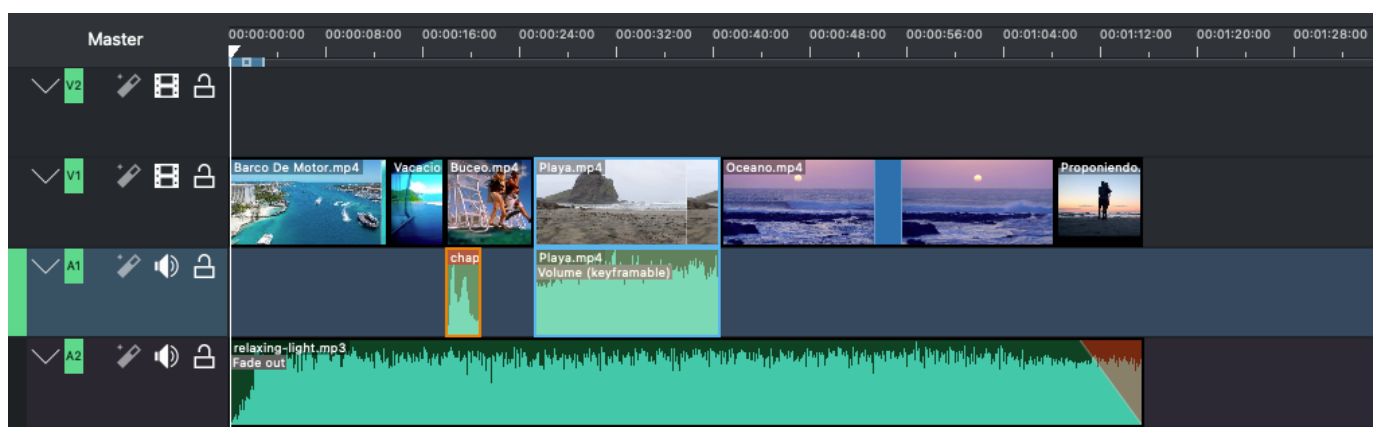 Master
00:00:00:00 00:00:08:00 00:00:16:00 00:00:24:00 00:00:32:00 00:00:40:00 00:00:48:00 00:00:56:00 00:01:04:00 00:01:12:00 00:01:20:00 00:01:28:00
V2
V1
Barco De Motor.mp4 Vacacio Buceo.mp4 Playa.mp4 Oceano.mp4 Proponiendo.
A1
chap Playa.mp4
Volume (keyframable)
A2
relaxing-light.mp3
Fade out